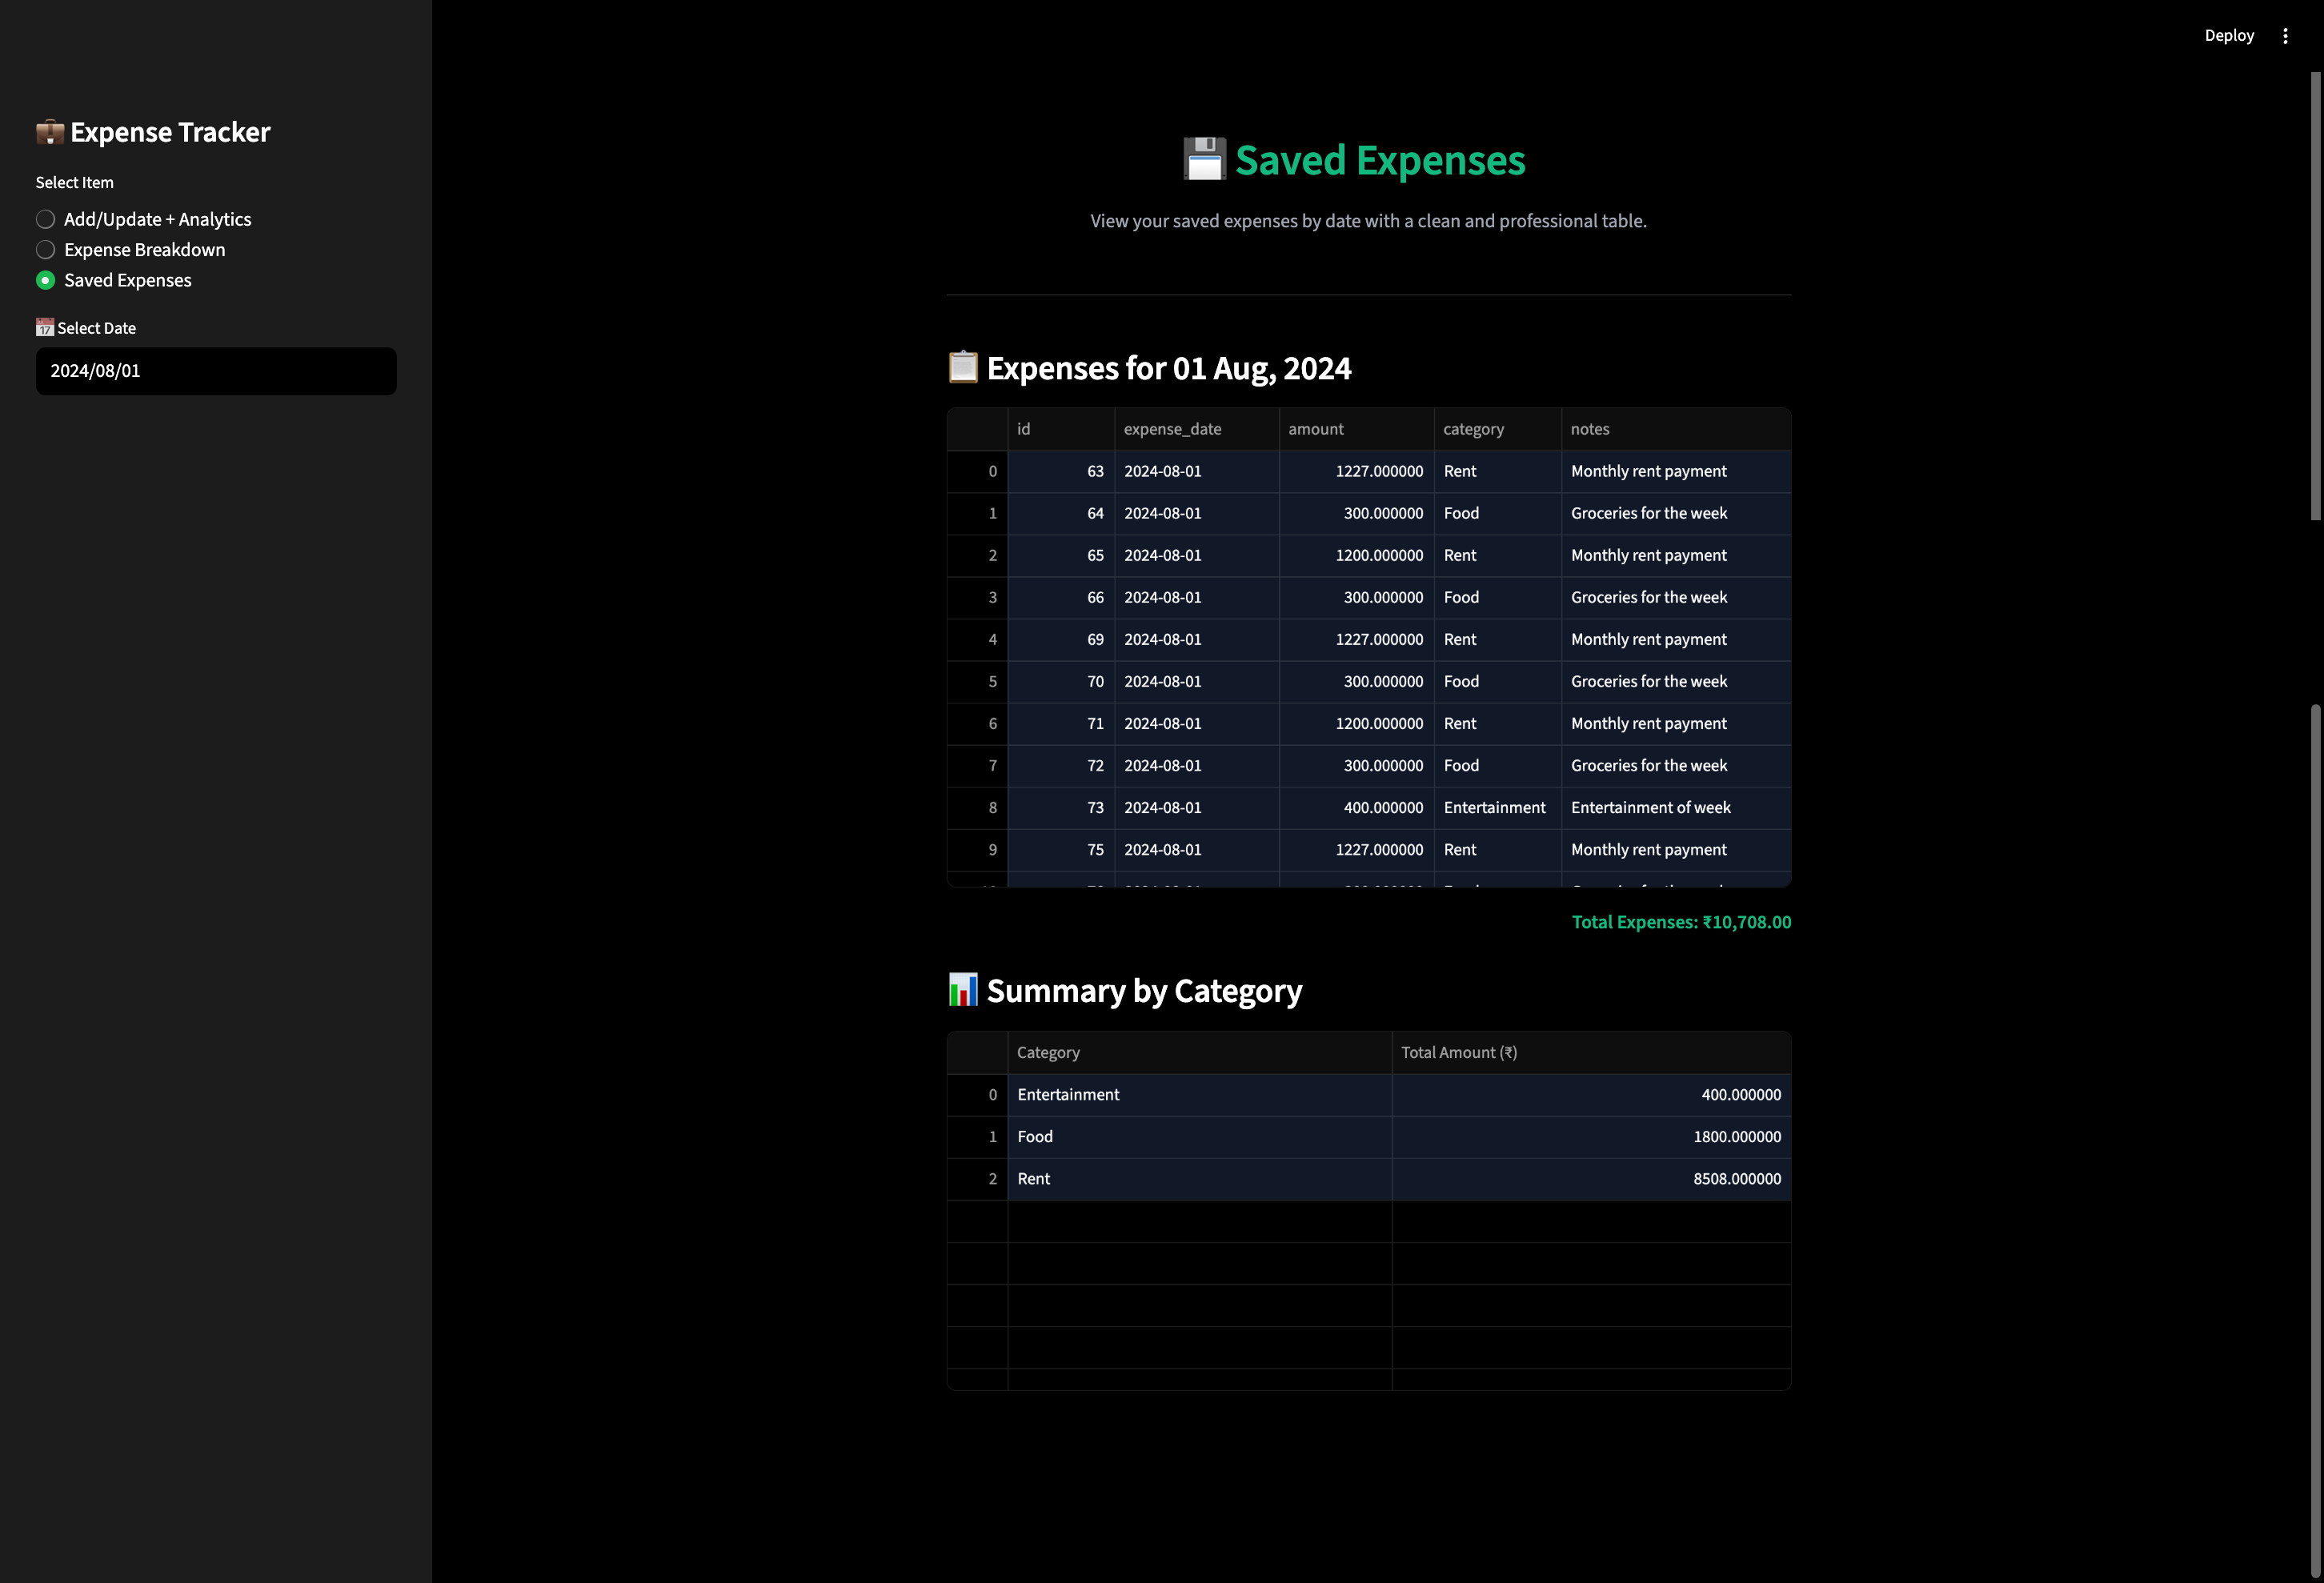 Deploy
Expense Tracker
Select Item
Add/Update + Analytics
Expense Breakdown
Saved Expenses
17 Select Date
2024/08/01
Saved Expenses
View your saved expenses by date with a clean and professional table.
Expenses for 01 Aug, 2024
id expense_date amount category notes
0 63 2024-08-01 1227.000000 Rent Monthly rent payment
1 64 2024-08-01 300.000000 Food Groceries for the week
2 65 2024-08-01 1200.000000 Rent Monthly rent payment
3 66 2024-08-01 300.000000 Food Groceries for the week
4 69 2024-08-01 1227.000000 Rent Monthly rent payment
5 70 2024-08-01 300.000000 Food Groceries for the week
6 71 2024-08-01 1200.000000 Rent Monthly rent payment
7 72 2024-08-01 300.000000 Food Groceries for the week
8 73 2024-08-01 400.000000 Entertainment Entertainment of week
9 75 2024-08-01 1227.000000 Rent Monthly rent payment
Total Expenses: ₹10,708.00
Summary by Category
Category Total Amount (₹)
0 Entertainment 400.000000
1 Food 1800.000000
2 Rent 8508.000000